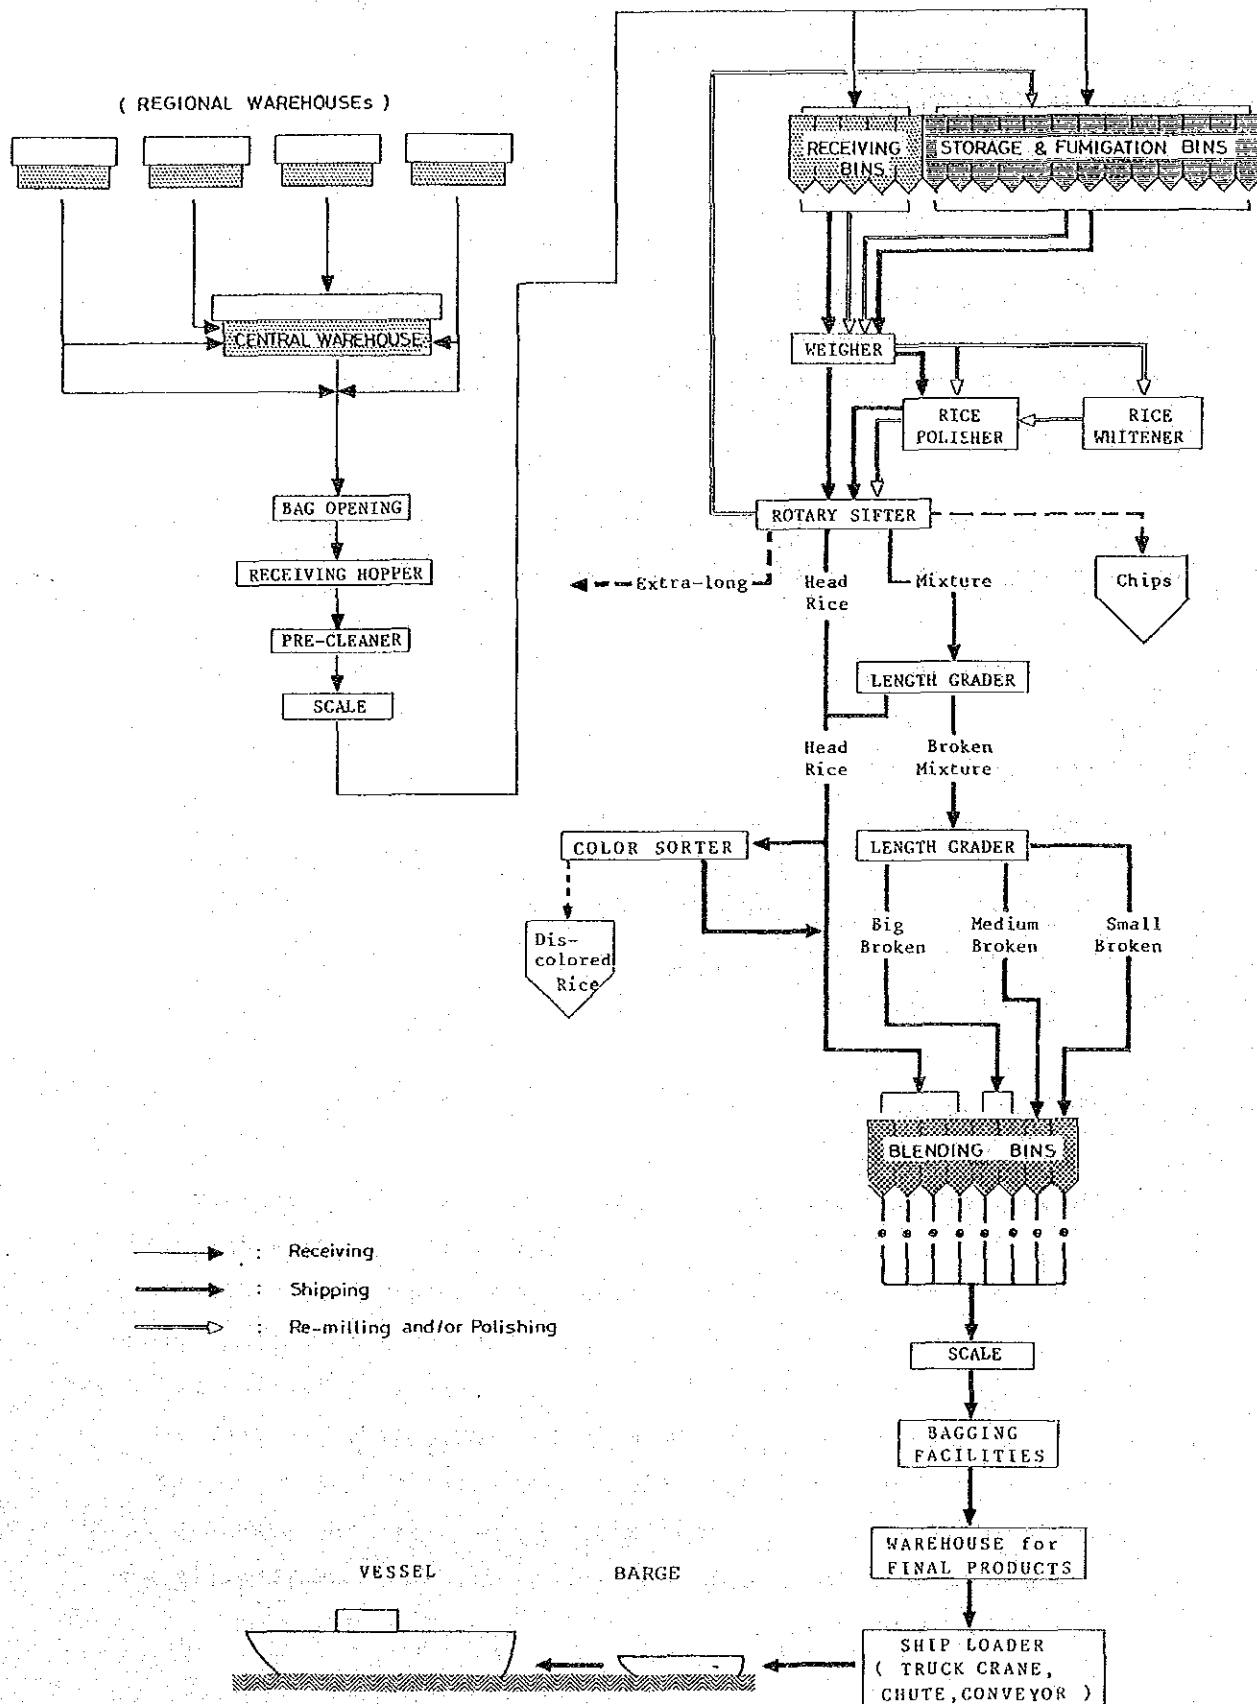 ( REGIONAL WAREHOUSEs )
CENTRAL WAREHOUSE
BAG OPENING
RECEIVING HOPPER
PRE-CLEANER
SCALE
RECEIVING
BINS
STORAGE & FUMIGATION BINS
WEIGHER
RICE
POLISHER
RICE
WHITENER
ROTARY SIFTER
Extra-long
Head
Rice
Mixture
Chips
LENGTH GRADER
Head
Rice
Broken
Mixture
COLOR SORTER
LENGTH GRADER
Dis-
colored
Rice
Big
Broken
Medium
Broken
Small
Broken
BLENDING BINS
: Receiving
: Shipping
: Re-milling and/or Polishing
SCALE
BAGGING
FACILITIES
WAREHOUSE for
FINAL PRODUCTS
VESSEL
BARGE
SHIP LOADER
( TRUCK CRANE,
CHUTE, CONVEYOR )